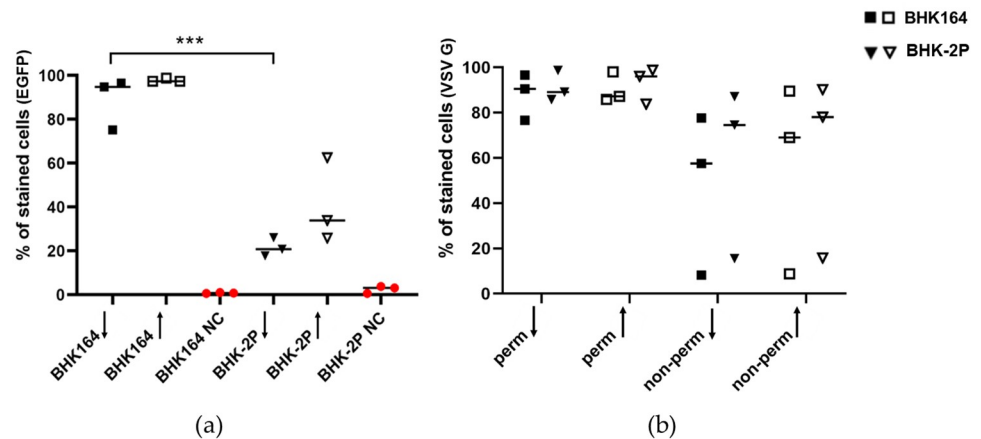 BHK164
BHK-2P
***
% of stained cells (EGFP)
100
80
60
40
20
0
BHK164↓
BHK164↑
BHK164 NC
BHK-2P↓
BHK-2P↑
BHK-2P NC
(a)
% of stained cells (VSV G)
100
80
60
40
20
0
perm↓
perm↑
non-perm↓
non-perm↑
(b)